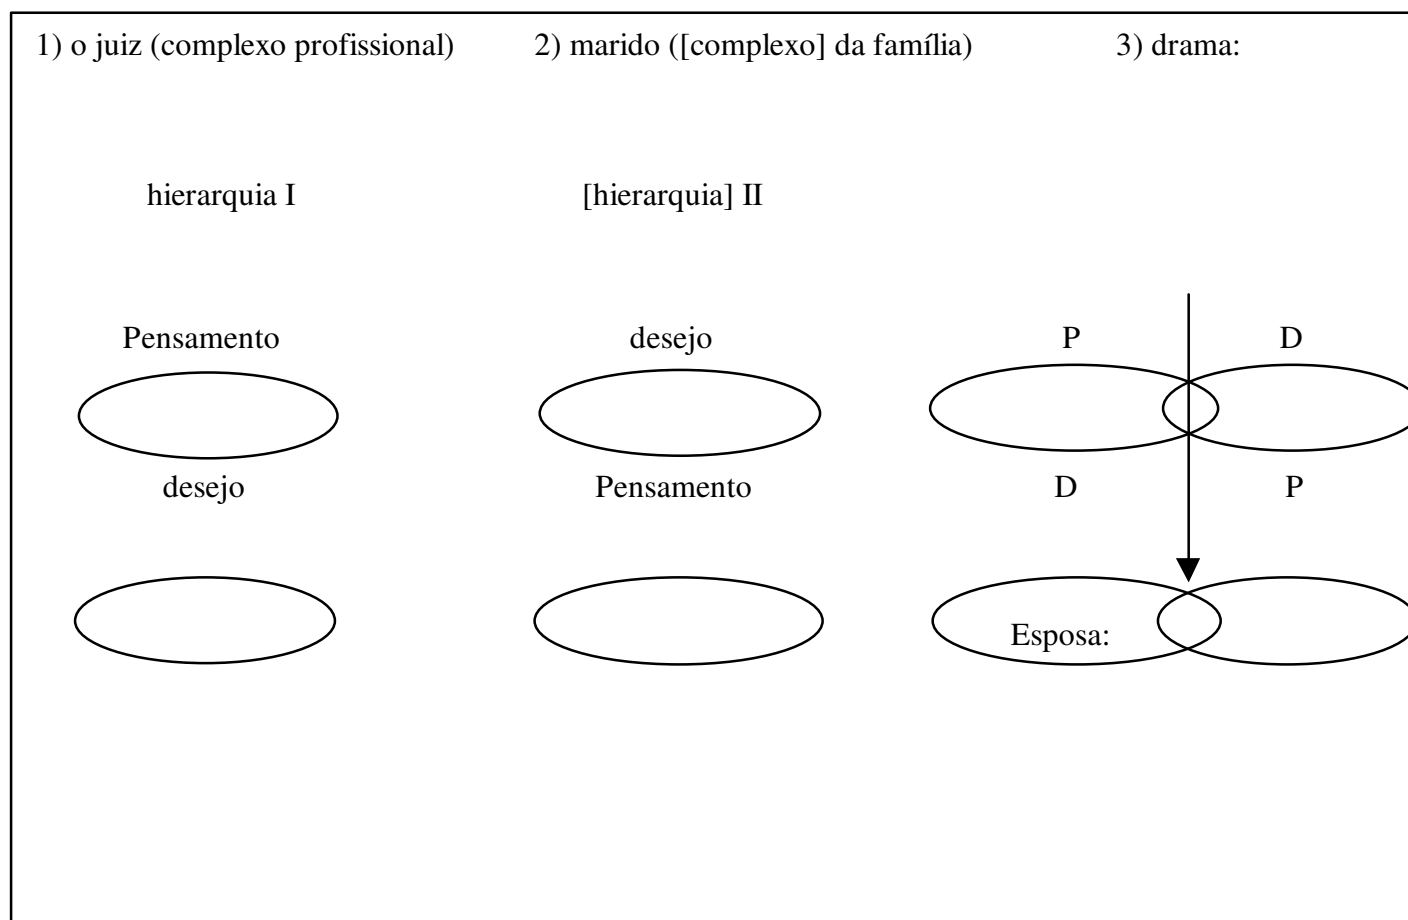 1) o juiz (complexo profissional) 2) marido ([complexo] da família) 3) drama:
hierarquia I [hierarquia] II
Pensamento desejo P D
desejo Pensamento D P
Esposa: